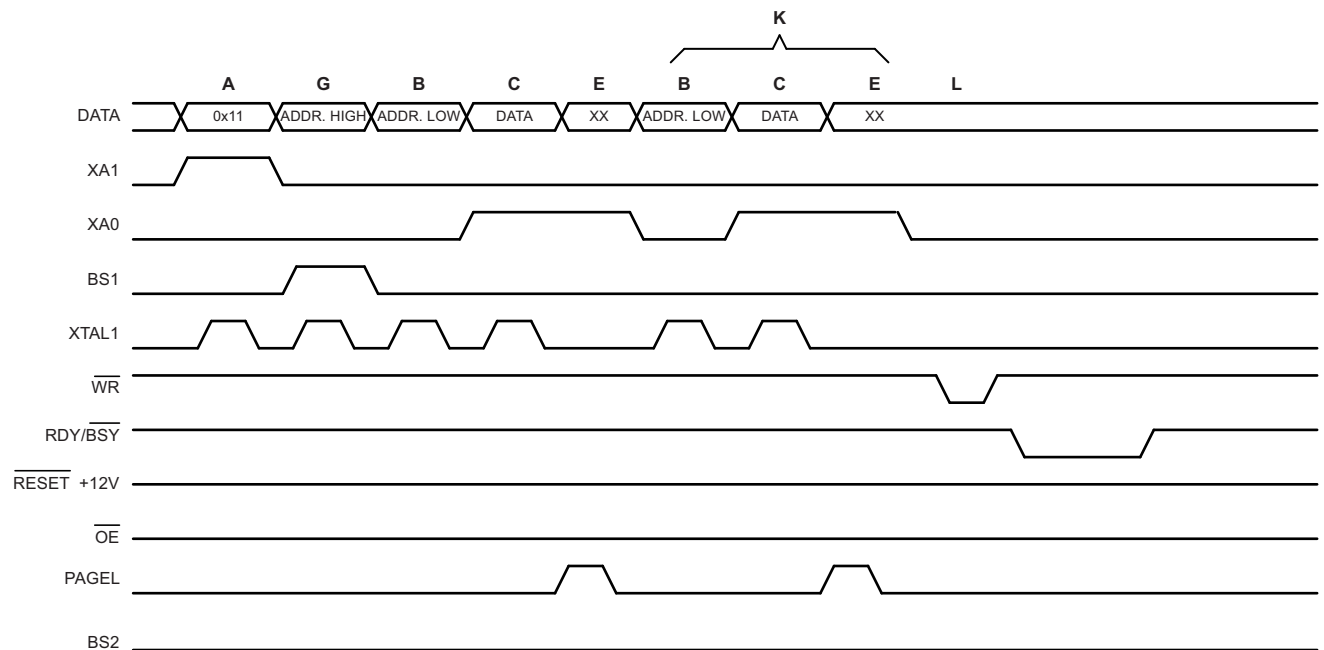 K
A G B C E B C E L
DATA 0x11 ADDR. HIGH ADDR. LOW DATA XX ADDR. LOW DATA XX
XA1
XA0
BS1
XTAL1
WR
RDY/BSY
RESET +12V
OE
PAGEL
BS2